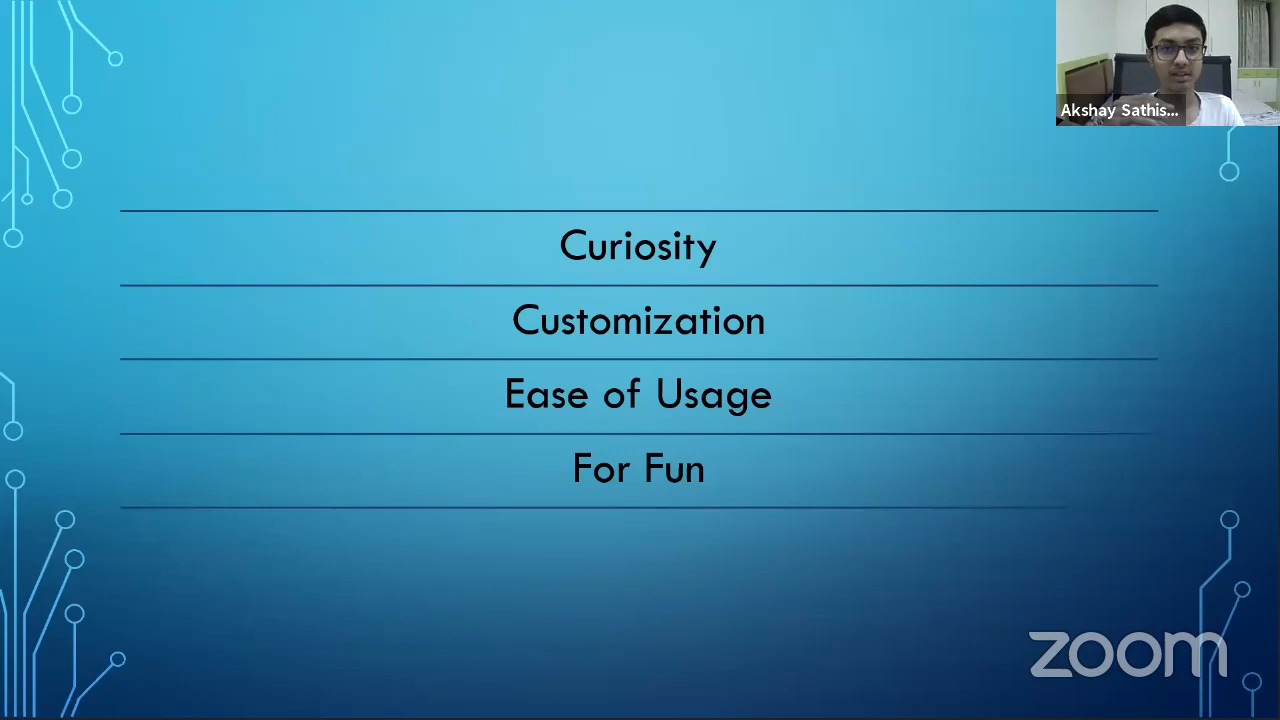 Akshay Sathis...
Curiosity
Customization
Ease of Usage
For Fun
zoom